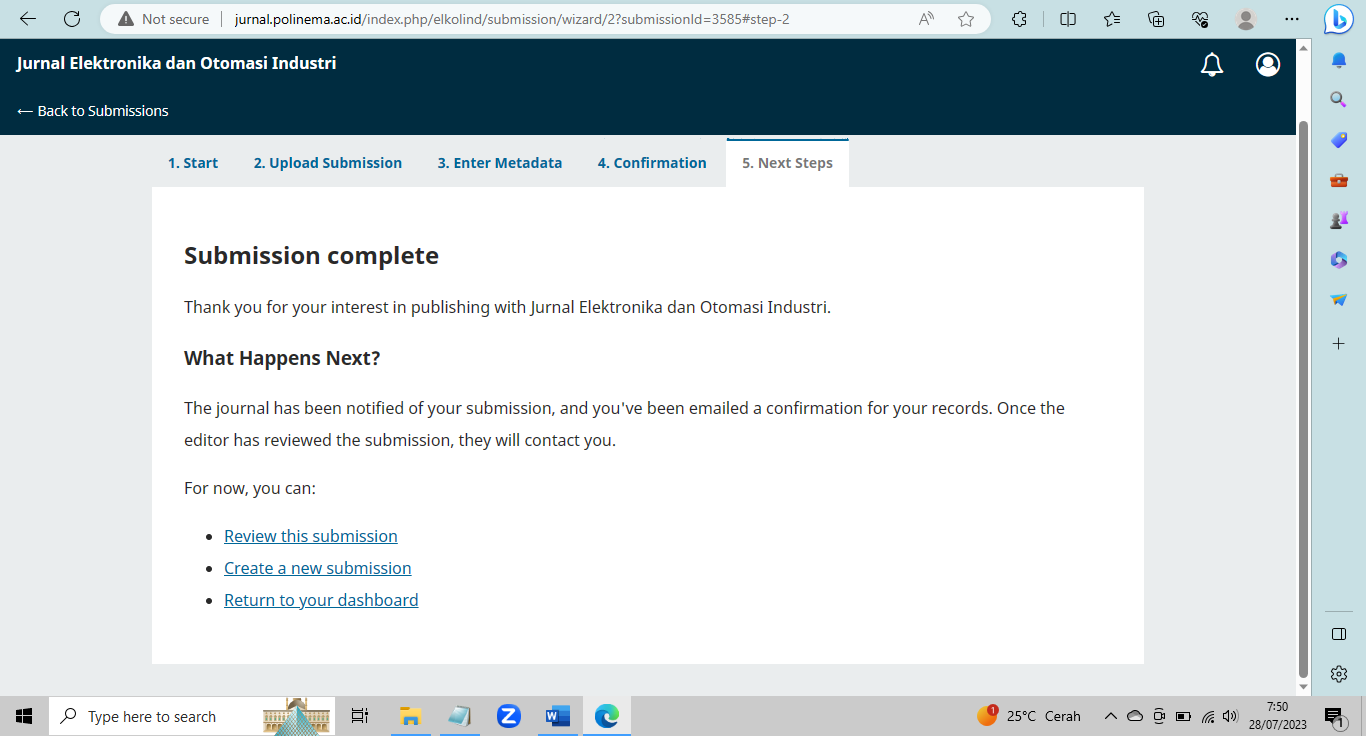 Not secure
jurnal.polinema.ac.id/index.php/elkolind/submission/wizard/2?submissionId=3585#step-2
Jurnal Elektronika dan Otomasi Industri
← Back to Submissions
1. Start
2. Upload Submission
3. Enter Metadata
4. Confirmation
5. Next Steps
Submission complete
Thank you for your interest in publishing with Jurnal Elektronika dan Otomasi Industri.
What Happens Next?
The journal has been notified of your submission, and you've been emailed a confirmation for your records. Once the
editor has reviewed the submission, they will contact you.
For now, you can:
• Review this submission
• Create a new submission
• Return to your dashboard
Type here to search
1
25°C Cerah
7:50
28/07/2023
1